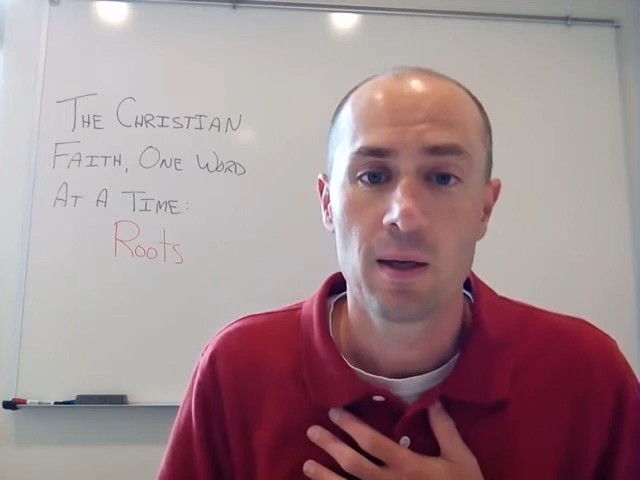 The Christian
Faith, One Word
At A Time:
Roots